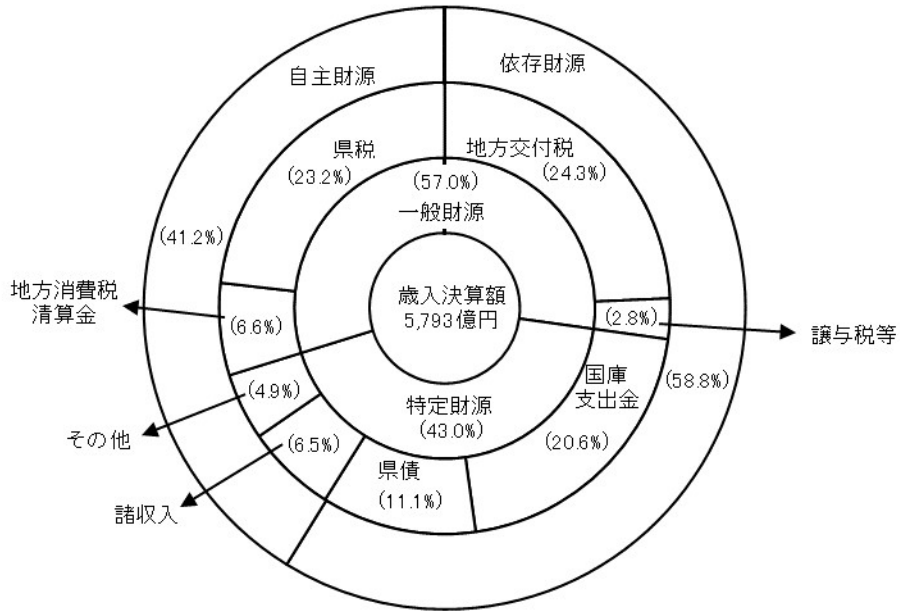 自主財源
依存財源
県税
(23.2%)
地方交付税
(24.3%)
(57.0%)
一般財源
(41.2%)
地方消費税
清算金
(6.6%)
歳入決算額
5,793億円
(2.8%)
譲与税等
(58.8%)
国庫
支出金
(20.6%)
(4.9%)
その他
特定財源
(43.0%)
(6.5%)
諸収入
県債
(11.1%)